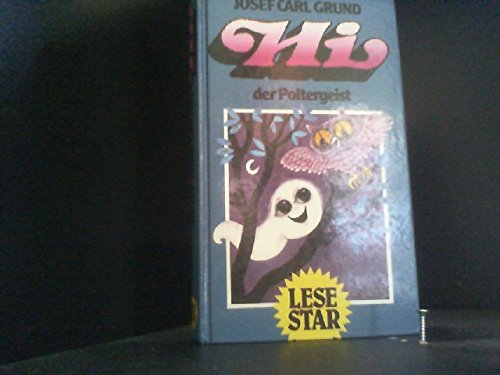 JOSEF CARL GRUND
Hi
der Poltergeist
LESE
STAR